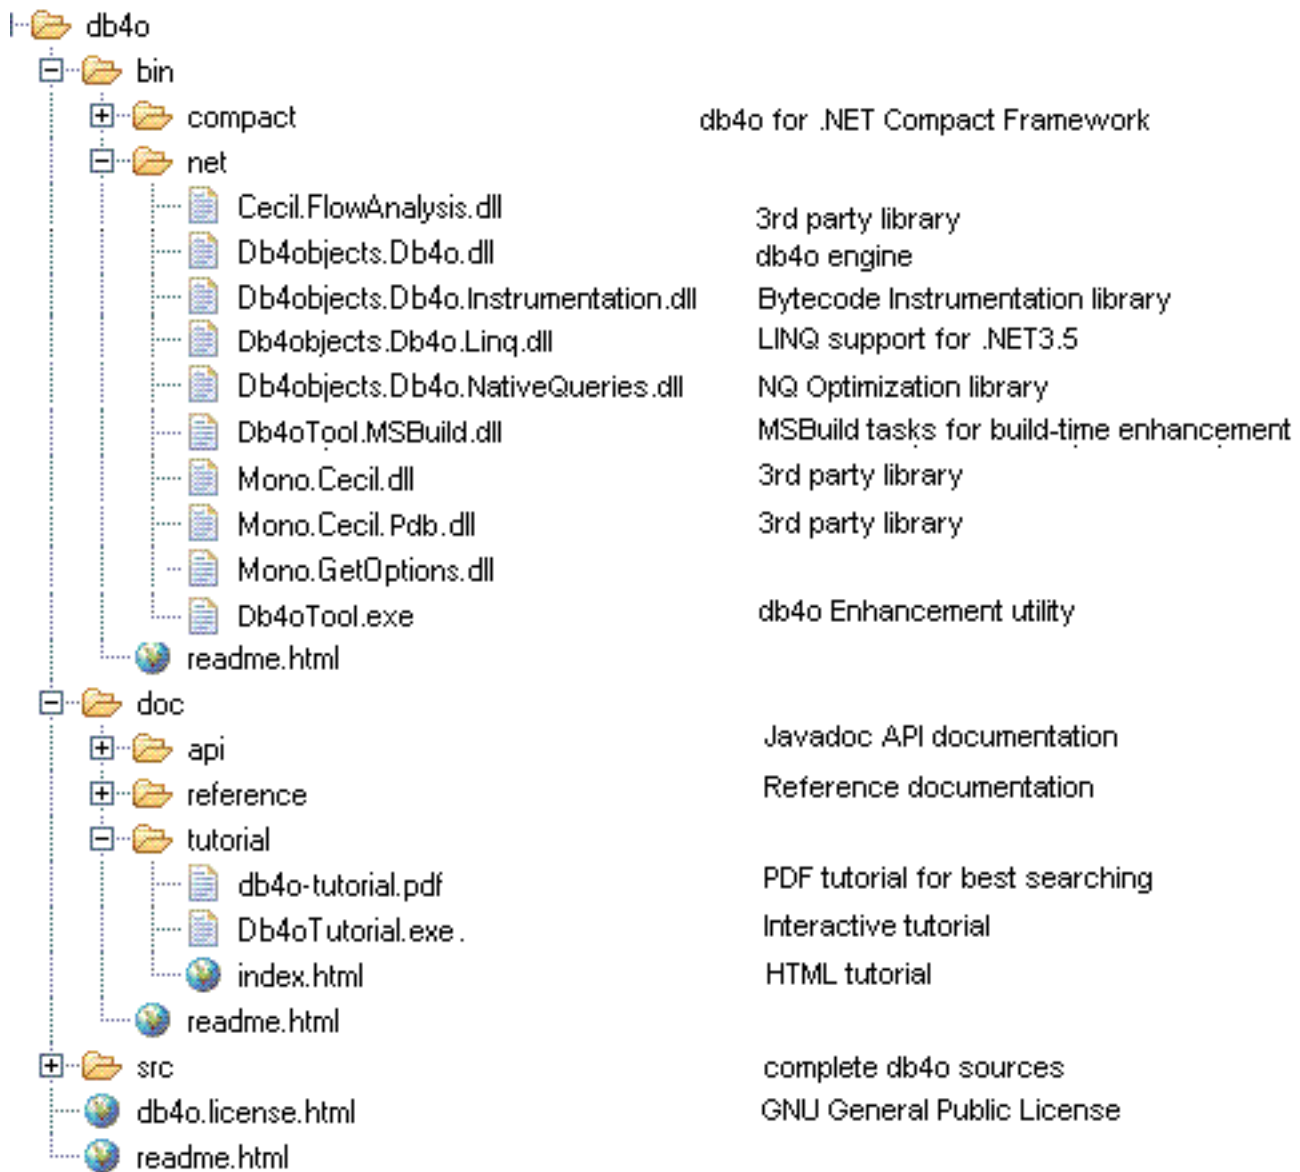 db4o
bin
compact db4o for .NET Compact Framework
net
Cecil.FlowAnalysis.dll 3rd party library
Db4objects.Db4o.dll db4o engine
Db4objects.Db4o.Instrumentation.dll Bytecode Instrumentation library
Db4objects.Db4o.Linq.dll LINQ support for .NET3.5
Db4objects.Db4o.NativeQueries.dll NQ Optimization library
Db4oTool.MSBuild.dll MSBuild tasks for build-time enhancement
Mono.Cecil.dll 3rd party library
Mono.Cecil.Pdb.dll 3rd party library
Mono.GetOptions.dll
Db4oTool.exe db4o Enhancement utility
readme.html
doc
api Javadoc API documentation
reference Reference documentation
tutorial
db4o-tutorial.pdf PDF tutorial for best searching
Db4oTutorial.exe. Interactive tutorial
index.html HTML tutorial
readme.html
src complete db4o sources
db4o.license.html GNU General Public License
readme.html